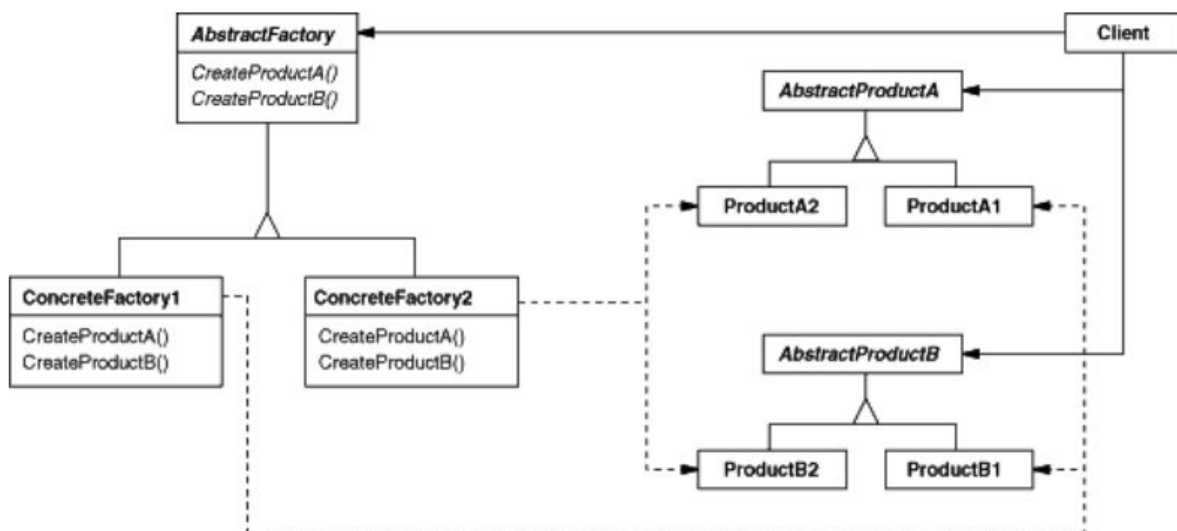 AbstractFactory
CreateProductA()
CreateProductB()
Client
AbstractProductA
ProductA2
ProductA1
ConcreteFactory1
CreateProductA()
CreateProductB()
ConcreteFactory2
CreateProductA()
CreateProductB()
AbstractProductB
ProductB2
ProductB1